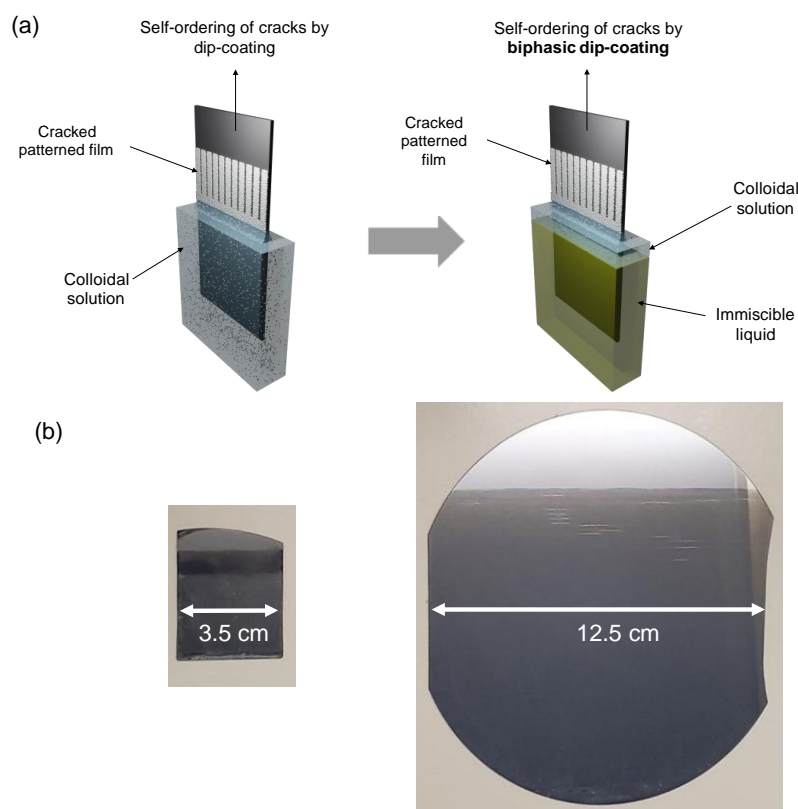 (a)
Self-ordering of cracks by
dip-coating
Cracked
patterned film
Colloidal
solution
Self-ordering of cracks by
biphasic dip-coating
Cracked
patterned
film
Colloidal
solution
Immiscible
liquid
(b)
3.5 cm
12.5 cm